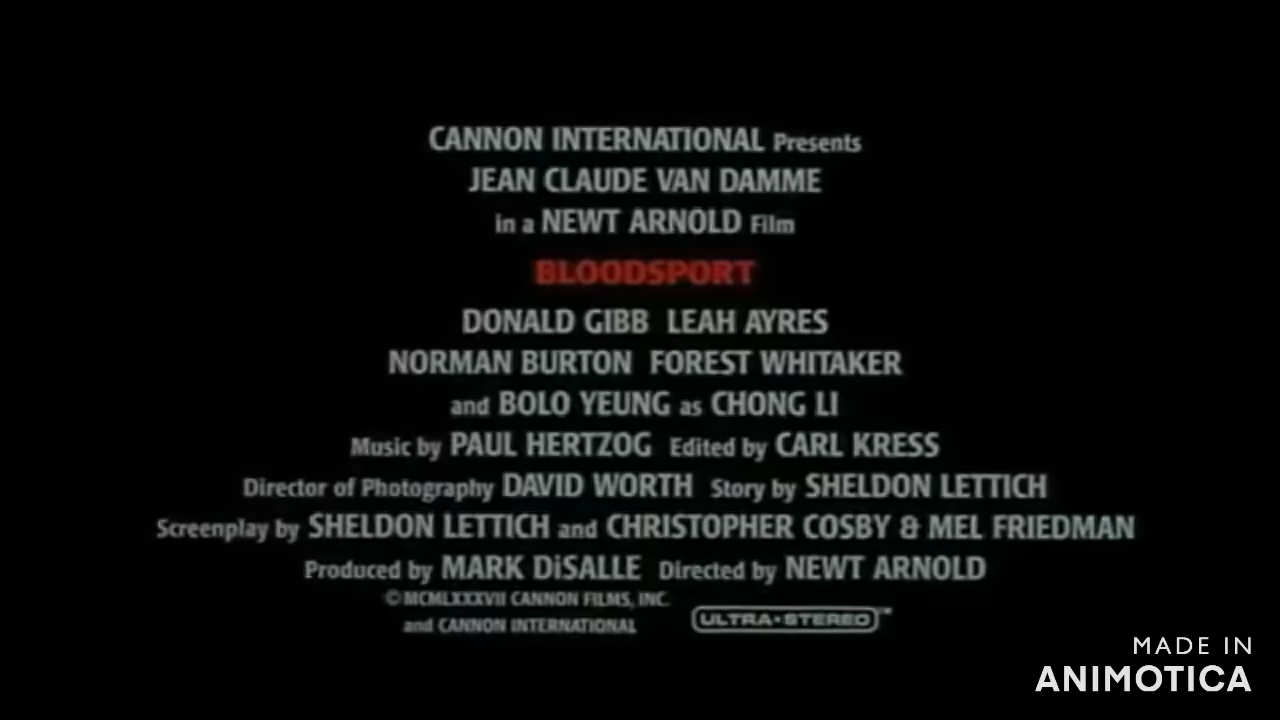 CANNON INTERNATIONAL Presents
JEAN CLAUDE VAN DAMME
in a NEWT ARNOLD Film
BLOODSPORT
DONALD GIBB LEAH AYRES
NORMAN BURTON FOREST WHITAKER
and BOLO YEUNG as CHONG LI
Music by PAUL HERTZOG Edited by CARL KRESS
Director of Photography DAVID WORTH Story by SHELDON LETTICH
Screenplay by SHELDON LETTICH and CHRISTOPHER COSBY & MEL FRIEDMAN
Produced by MARK DiSALLE Directed by NEWT ARNOLD
© MCMLXXXVII CANNON FILMS, INC.
and CANNON INTERNATIONAL
ULTRA•STEREO™
MADE IN
ANIMOTICA